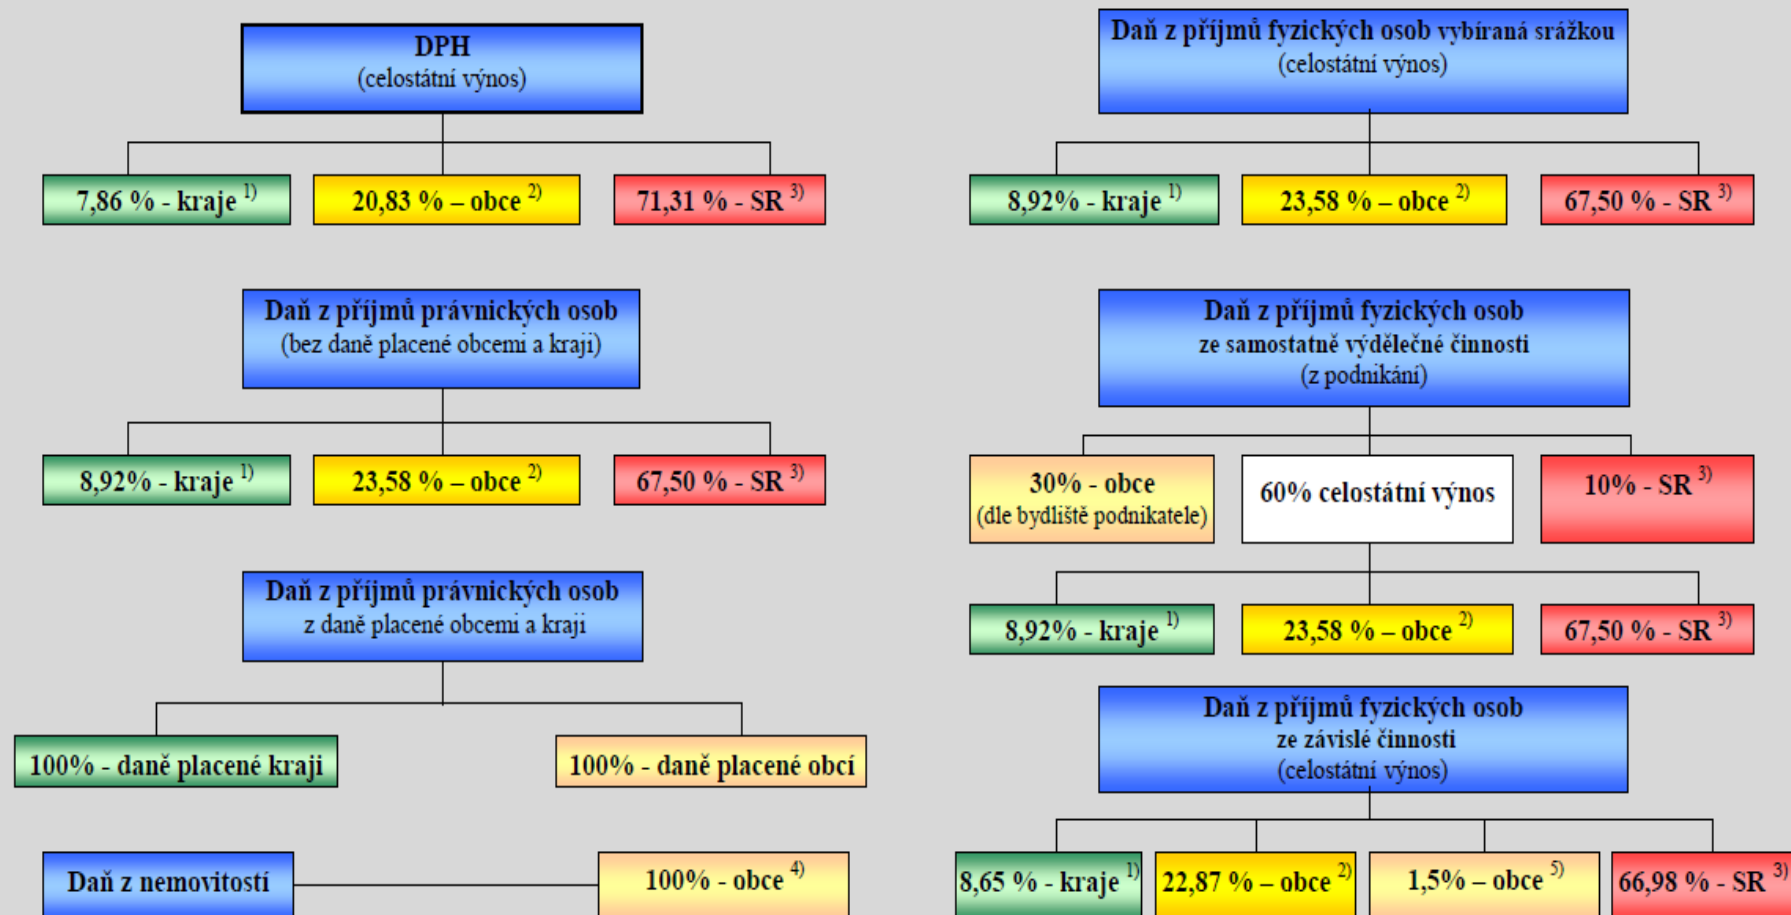 DPH
(celostátní výnos)
7,86 % - kraje 1)
20,83 % – obce 2)
71,31 % - SR 3)
Daň z příjmů právnických osob
(bez daně placené obcemi a kraji)
8,92% - kraje 1)
23,58 % – obce 2)
67,50 % - SR 3)
Daň z příjmů právnických osob
z daně placené obcemi a kraji
100% - daně placené kraji
100% - daně placené obcí
Daň z nemovitostí
100% - obce 4)
Daň z příjmů fyzických osob vybíraná srážkou
(celostátní výnos)
8,92% - kraje 1)
23,58 % – obce 2)
67,50 % - SR 3)
Daň z příjmů fyzických osob
ze samostatně výdělečné činnosti
(z podnikání)
30% - obce
(dle bydliště podnikatele)
60% celostátní výnos
10% - SR 3)
8,92% - kraje 1)
23,58 % – obce 2)
67,50 % - SR 3)
Daň z příjmů fyzických osob
ze závislé činnosti
(celostátní výnos)
8,65 % - kraje 1)
22,87 % – obce 2)
1,5% – obce 5)
66,98 % - SR 3)